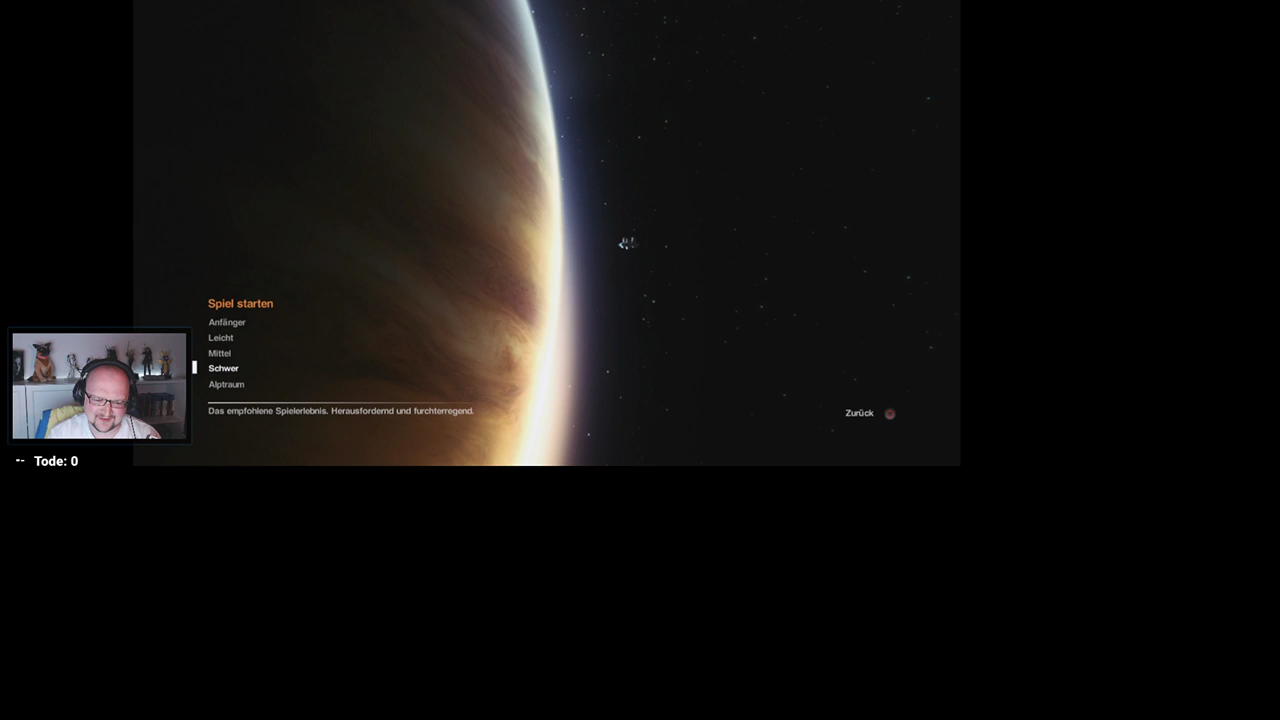 Spiel starten
Anfänger
Leicht
Mittel
Schwer
Alptraum
Das empfohlene Spielerlebnis. Herausfordernd und furchterregend.
Zurück
-- Tode: 0